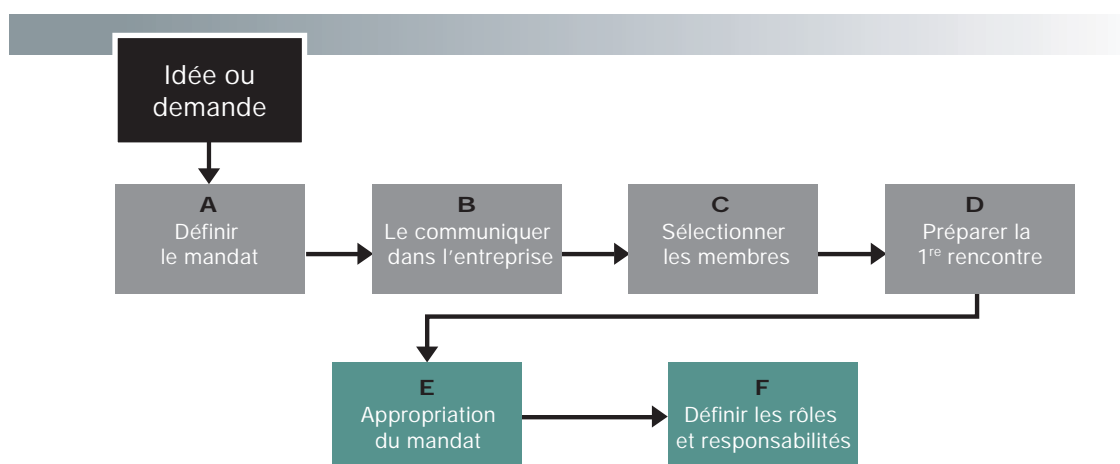 Idée ou
demande
A
Définir
le mandat
B
Le communiquer
dans l'entreprise
C
Sélectionner
les membres
D
Préparer la
1re rencontre
E
Appropriation
du mandat
F
Définir les rôles
et responsabilités